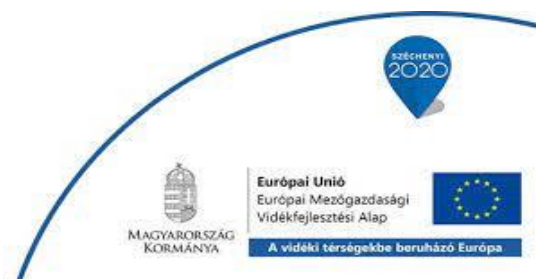 SZÉCHENYI
2020
MAGYARORSZÁG
KORMÁNYA
Európai Unió
Európai Mezőgazdasági
Vidékfejlesztési Alap
A vidéki térségekbe beruházó Európa